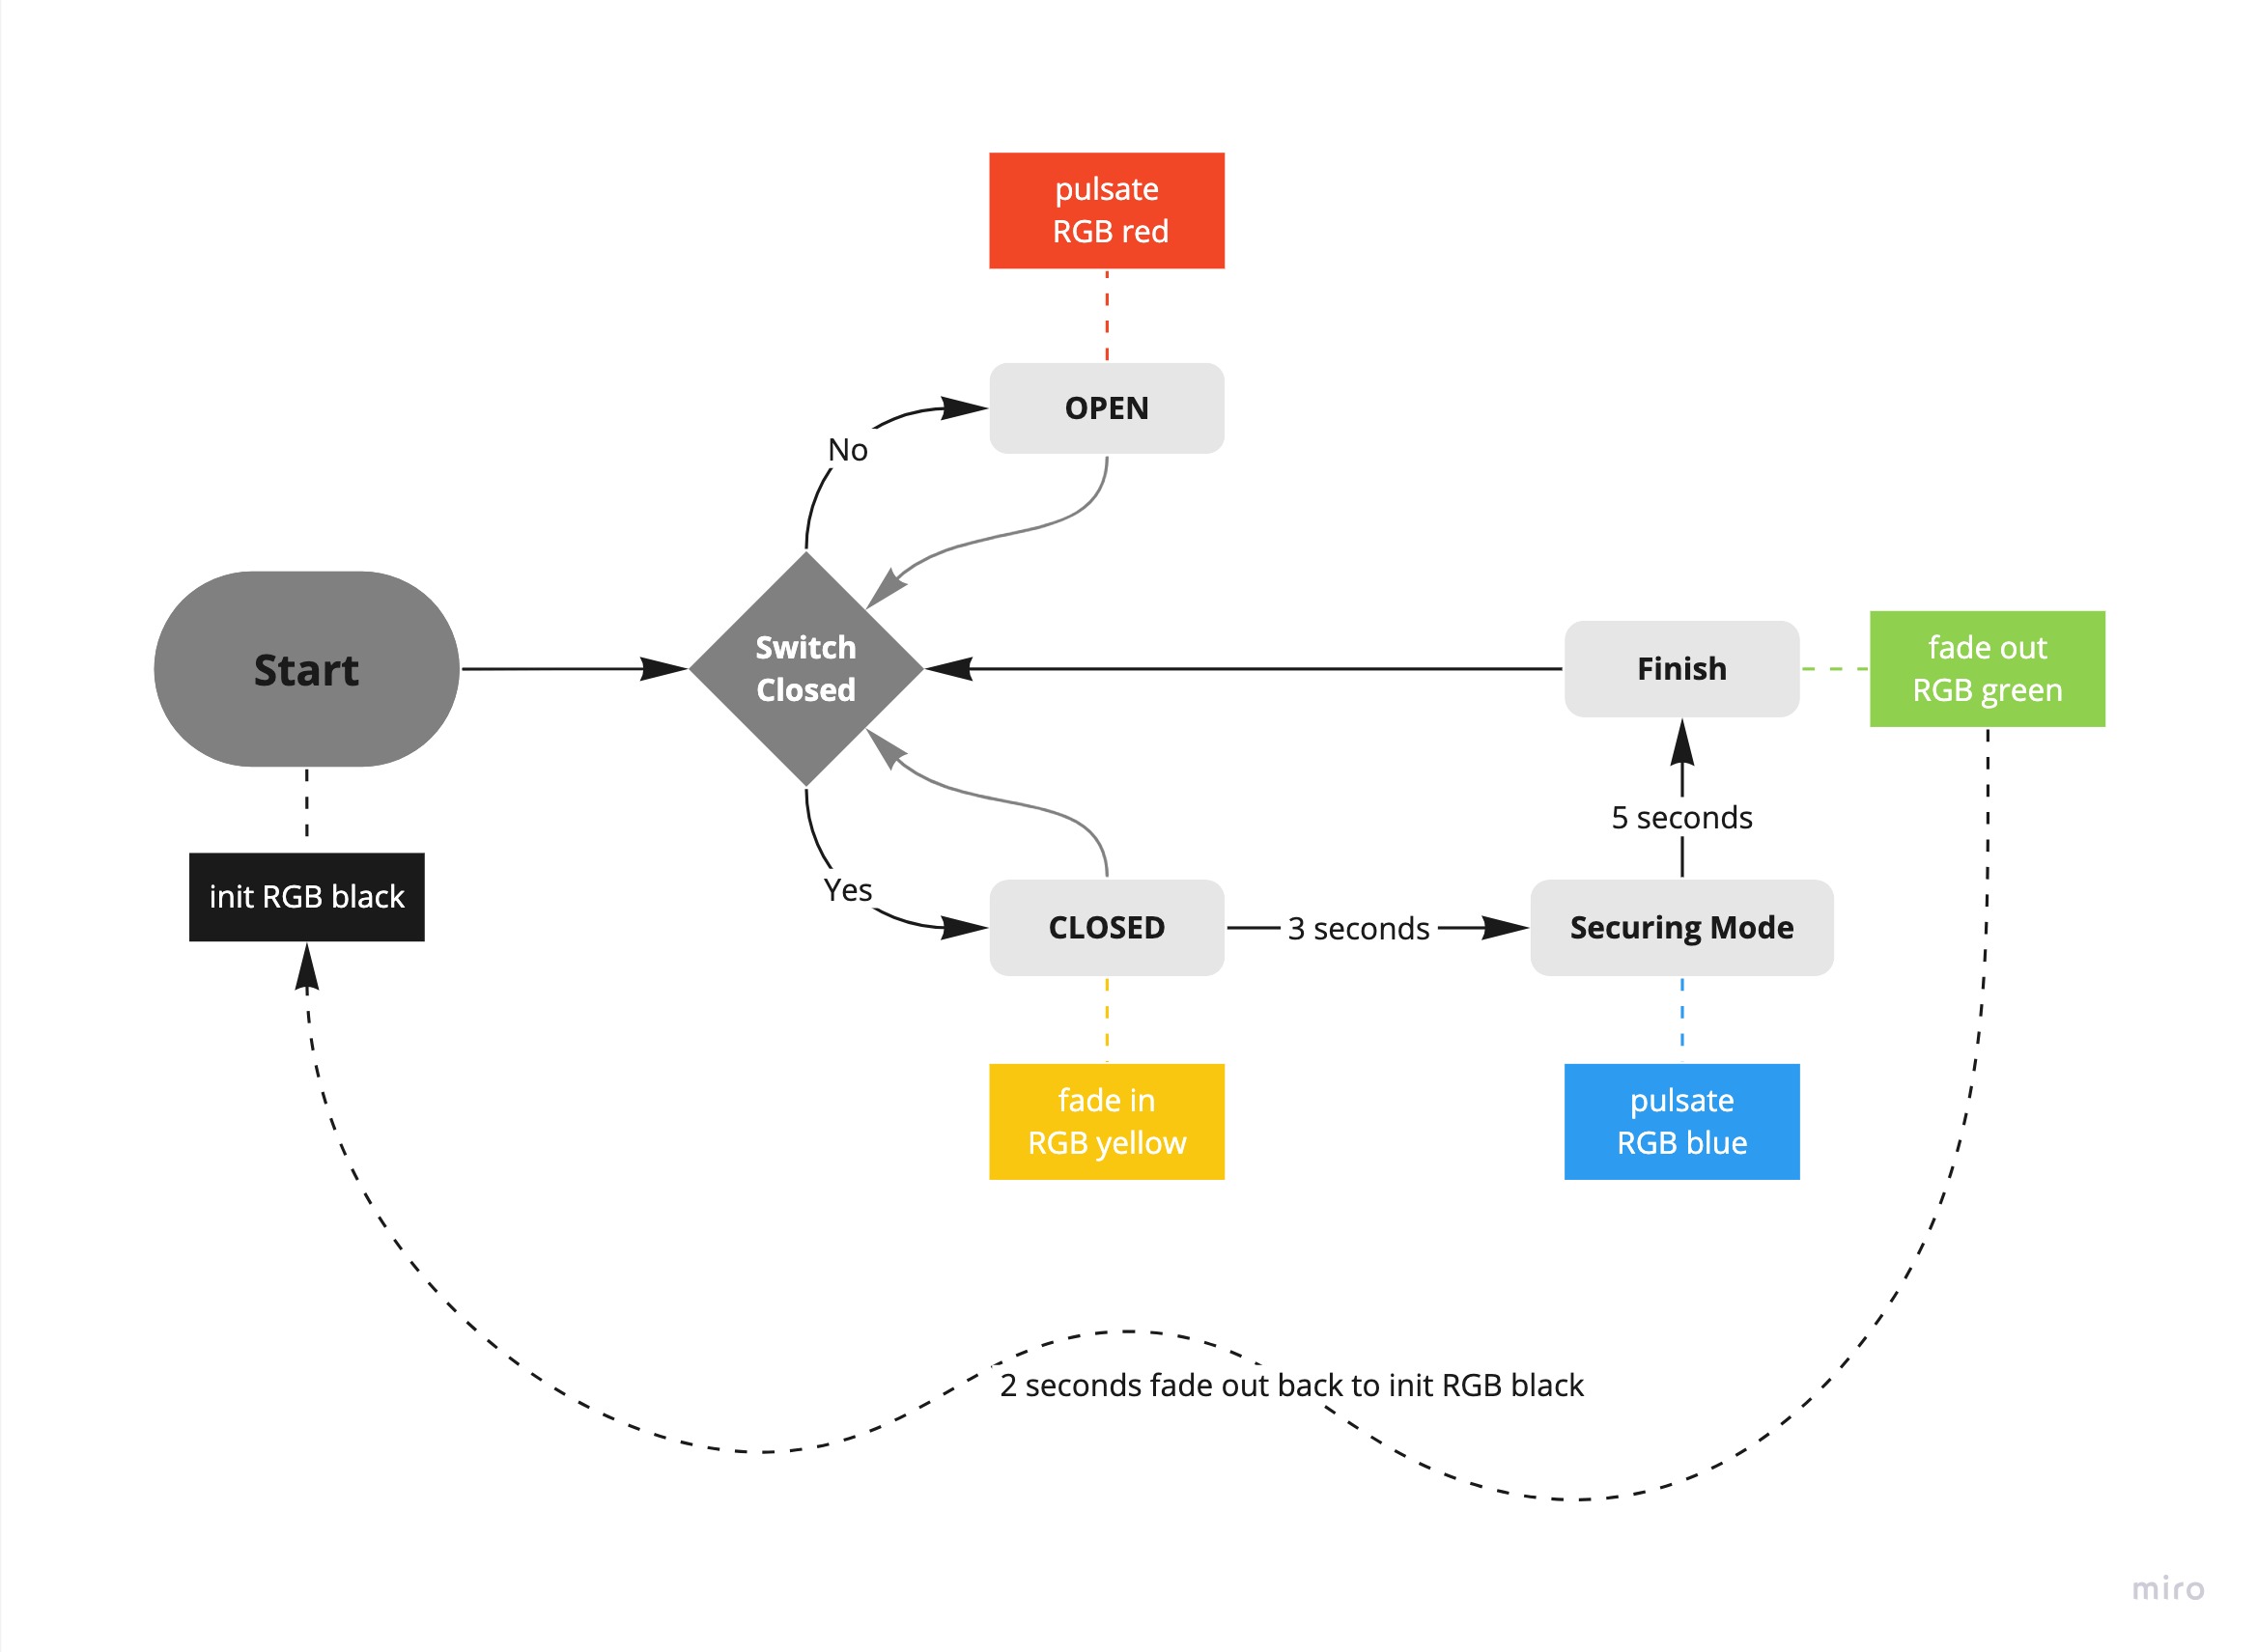 pulsate
RGB red
OPEN
No
Switch
Closed
Start
Finish
fade out
RGB green
5 seconds
init RGB black
Yes
CLOSED
3 seconds
Securing Mode
fade in
RGB yellow
pulsate
RGB blue
2 seconds fade out back to init RGB black
miro